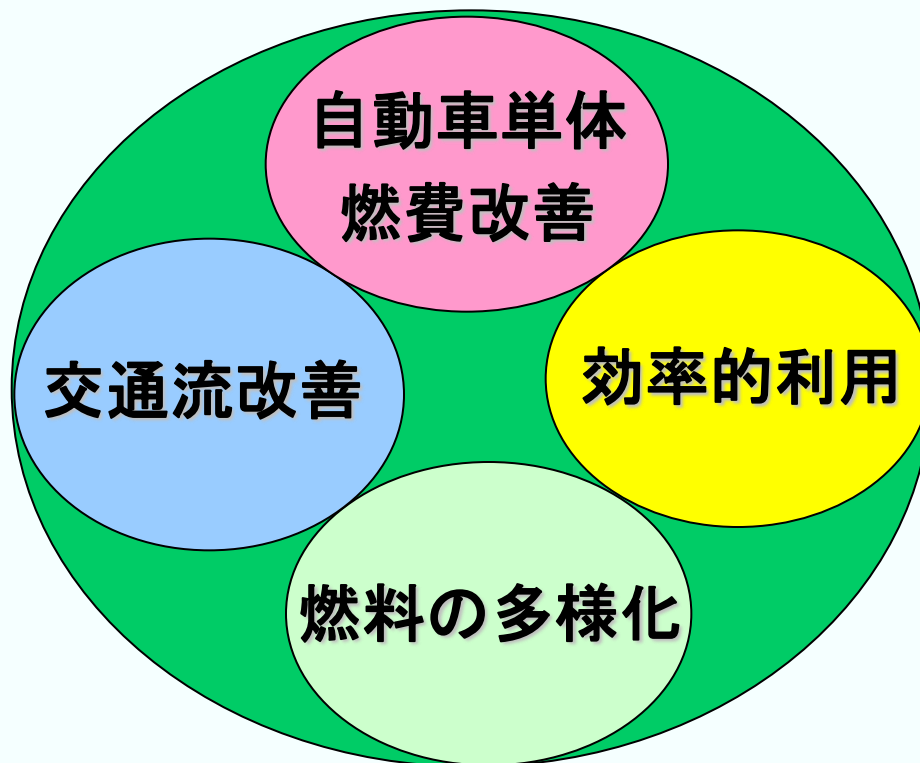 自動車単体
燃費改善
交通流改善
効率的利用
燃料の多様化